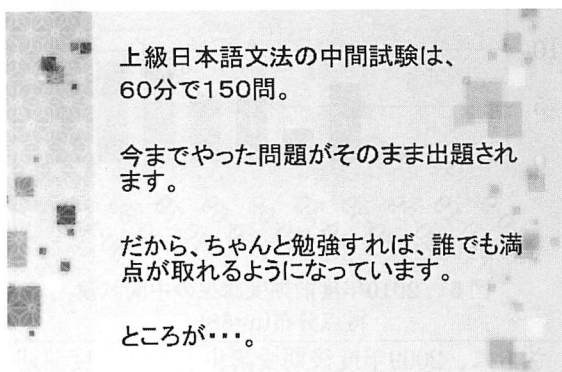 上級日本語文法の中間試験は、
60分で150問。
今までやった問題がそのまま出題され
ます。
だから、ちゃんと勉強すれば、誰でも満
点が取れるようになっています。
ところが・・・。